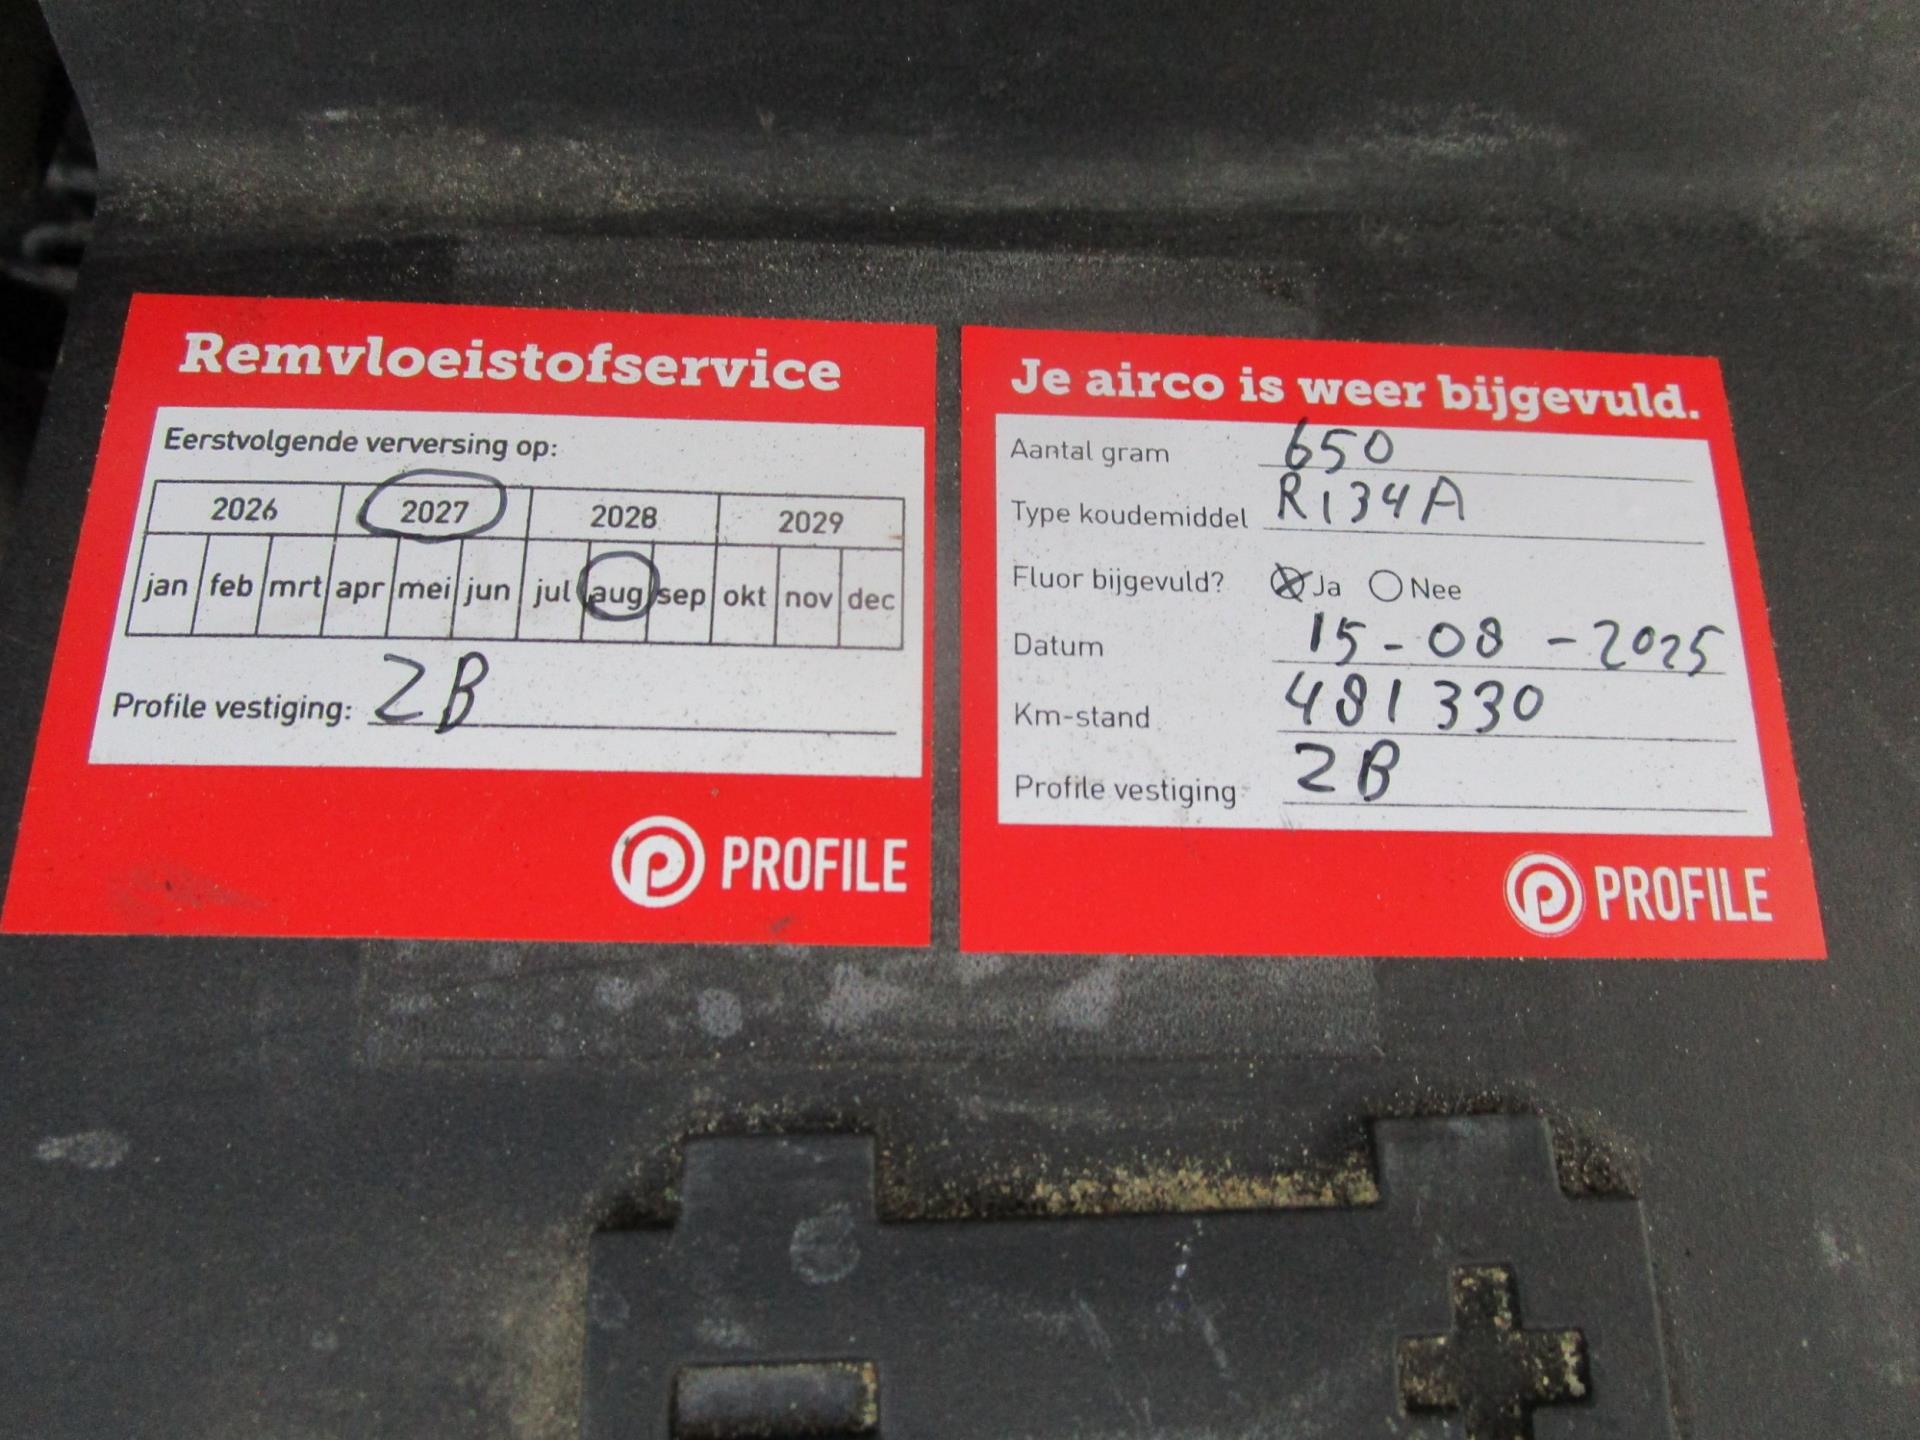 Remvloeistofservice
Eerstvolgende verversing op:
2026 2027 2028 2029
jan feb mrt apr mei jun jul aug sep okt nov dec
Profile vestiging: ZB
PROFILE
Je airco is weer bijgevuld.
Aantal gram 650
Type koudemiddel R134A
Fluor bijgevuld? Ja Nee
Datum 15-08-2025
Km-stand 481330
Profile vestiging ZB
PROFILE